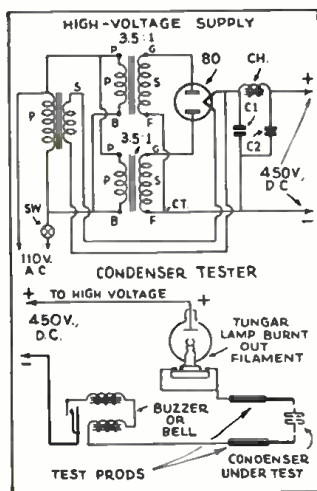 HIGH-VOLTAGE SUPPLY
3.5:1
P
G
80
CH.
+
P
S
P
S
C1
B
F
C2
3.5:1
P
G
450V.,
D.C.
P
S
SW.
B
F
CT.
-
110V.
A C
CONDENSER TESTER
+
TO HIGH VOLTAGE
+
450V.,
D.C.
TUNGAR
LAMP BURNT
OUT
FILAMENT
-
BUZZER
OR
BELL
TEST PRODS
CONDENSER
UNDER TEST